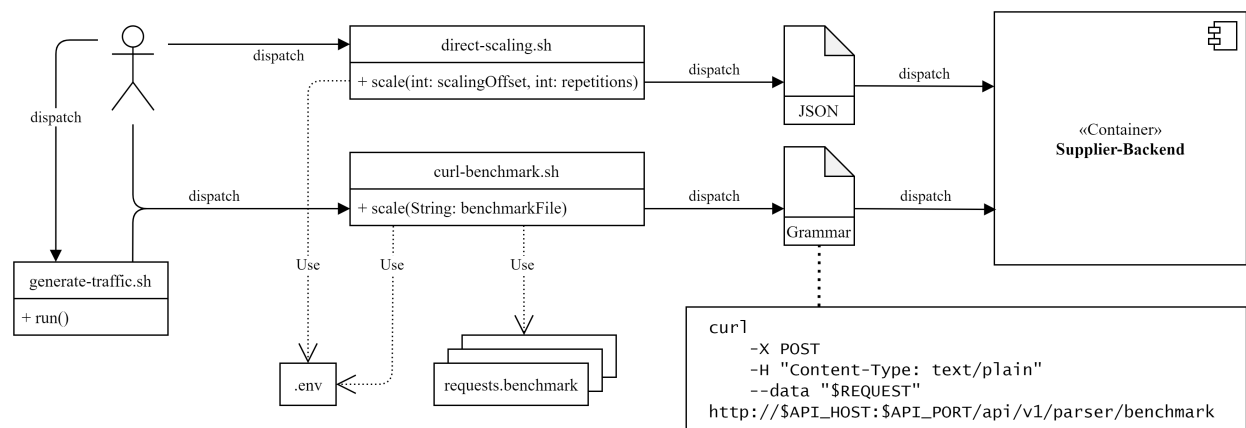 dispatch
direct-scaling.sh
+ scale(int: scalingOffset, int: repetitions)
dispatch
JSON
dispatch
«Container»
Supplier-Backend
dispatch
dispatch
curl-benchmark.sh
+ scale(String: benchmarkFile)
dispatch
Grammar
dispatch
generate-traffic.sh
+ run()
Use
Use
Use
.env
requests.benchmark
curl
-X POST
-H "Content-Type: text/plain"
--data "$REQUEST"
http://$API_HOST:$API_PORT/api/v1/parser/benchmark